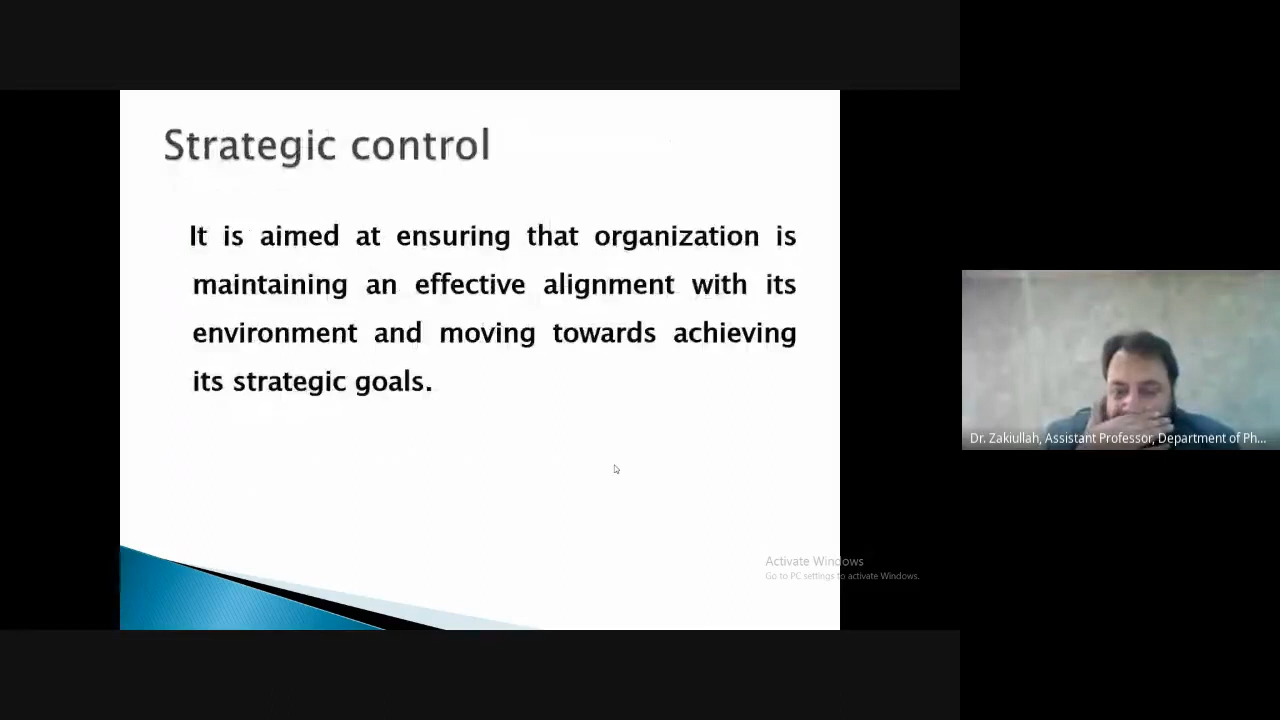 Strategic control
It is aimed at ensuring that organization is
maintaining an effective alignment with its
environment and moving towards achieving
its strategic goals.
Activate Windows
Go to PC settings to activate Windows.
Dr. Zakiullah, Assistant Professor, Department of Ph...